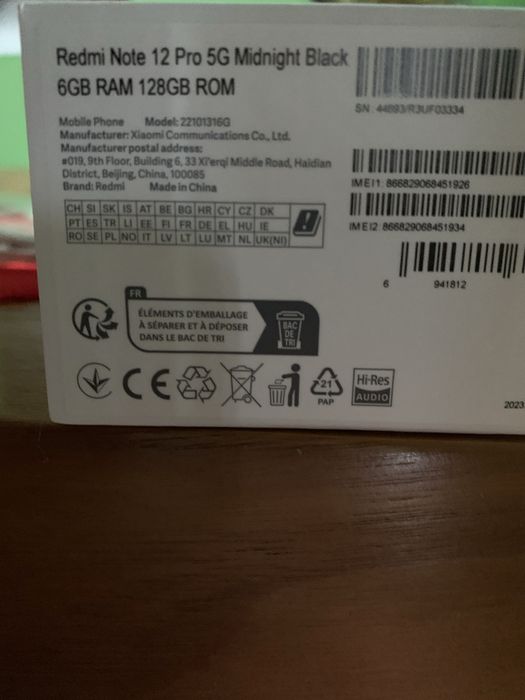 Redmi Note 12 Pro 5G Midnight Black
6GB RAM 128GB ROM
SN: 44893/R3UF03334
Mobile Phone Model: 22101316G
Manufacturer: Xiaomi Communications Co., Ltd.
Manufacturer postal address:
#019, 9th Floor, Building 6, 33 Xi'erqi Middle Road, Haidian
District, Beijing, China, 100085
Brand: Redmi Made in China
IMEI1: 866829068451926
IMEI2: 866829068451934
CH SI SK IS AT BE BG HR CY CZ DK
PT ES TR LI EE FI FR DE EL HU IE
RO SE PL NO IT LV LT LU MT NL UK(NI)
6 941812
FR
ÉLÉMENTS D'EMBALLAGE
À SÉPARER ET À DÉPOSER
DANS LE BAC DE TRI
BAC
DE
TRI
CE
21
PAP
Hi-Res
AUDIO
2023